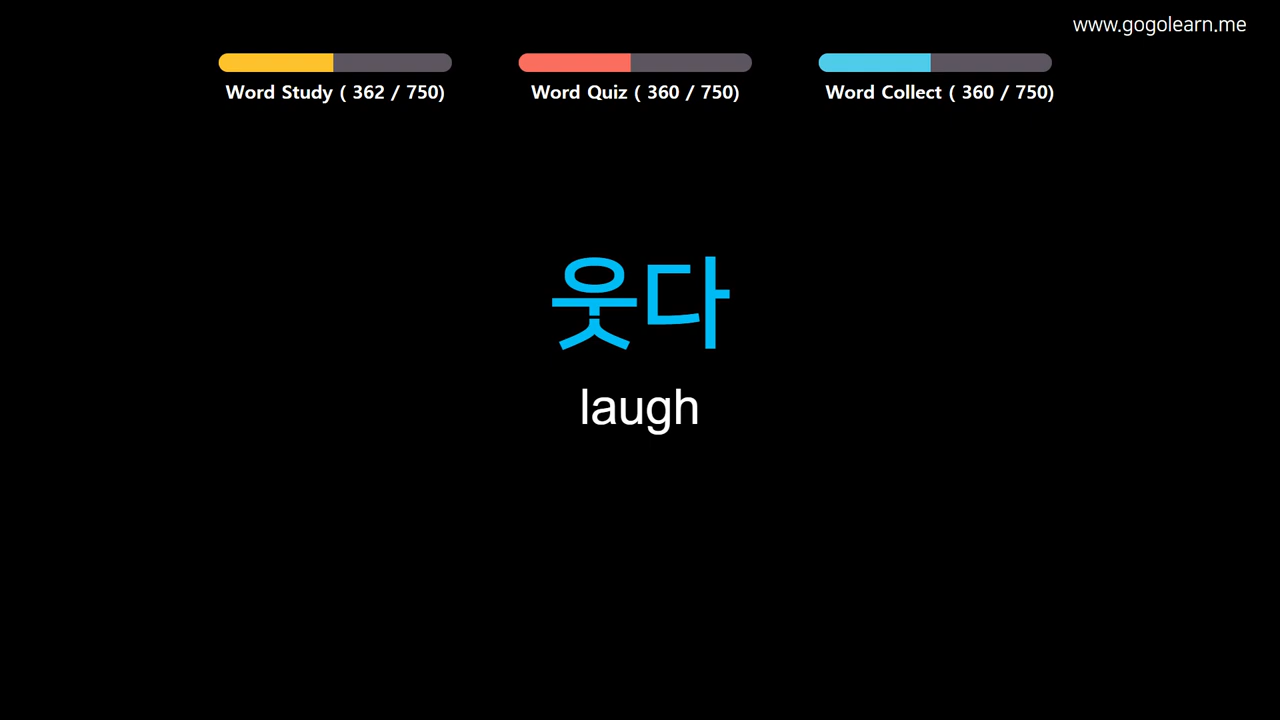 www.gogolearn.me
Word Study ( 362 / 750)
Word Quiz ( 360 / 750)
Word Collect ( 360 / 750)
웃다
laugh